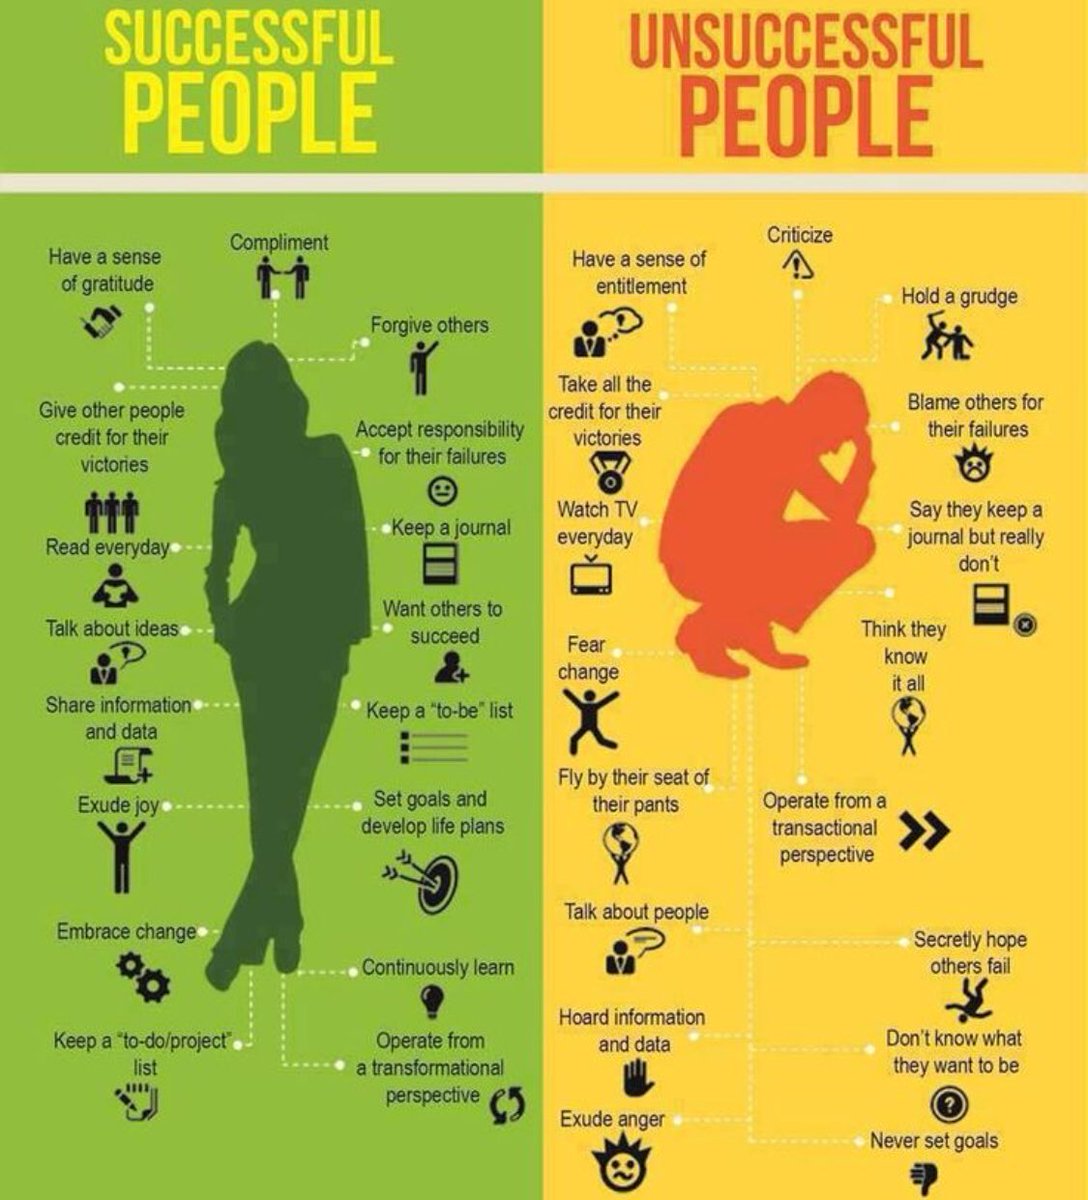 SUCCESSFUL
PEOPLE
Have a sense
of gratitude
Compliment
Forgive others
Give other people
credit for their
victories
Accept responsibility
for their failures
Read everyday
Keep a journal
Talk about ideas
Want others to
succeed
Share information
and data
Keep a "to-be" list
Exude joy
Set goals and
develop life plans
Embrace change
Continuously learn
Keep a "to-do/project"
list
Operate from
a transformational
perspective
UNSUCCESSFUL
PEOPLE
Have a sense of
entitlement
Criticize
Hold a grudge
Take all the
credit for their
victories
Blame others for
their failures
Watch TV
everyday
Say they keep a
journal but really
don't
Fear
change
Think they
know
it all
Fly by their seat of
their pants
Operate from a
transactional
perspective
Talk about people
Secretly hope
others fail
Hoard information
and data
Don't know what
they want to be
Exude anger
Never set goals